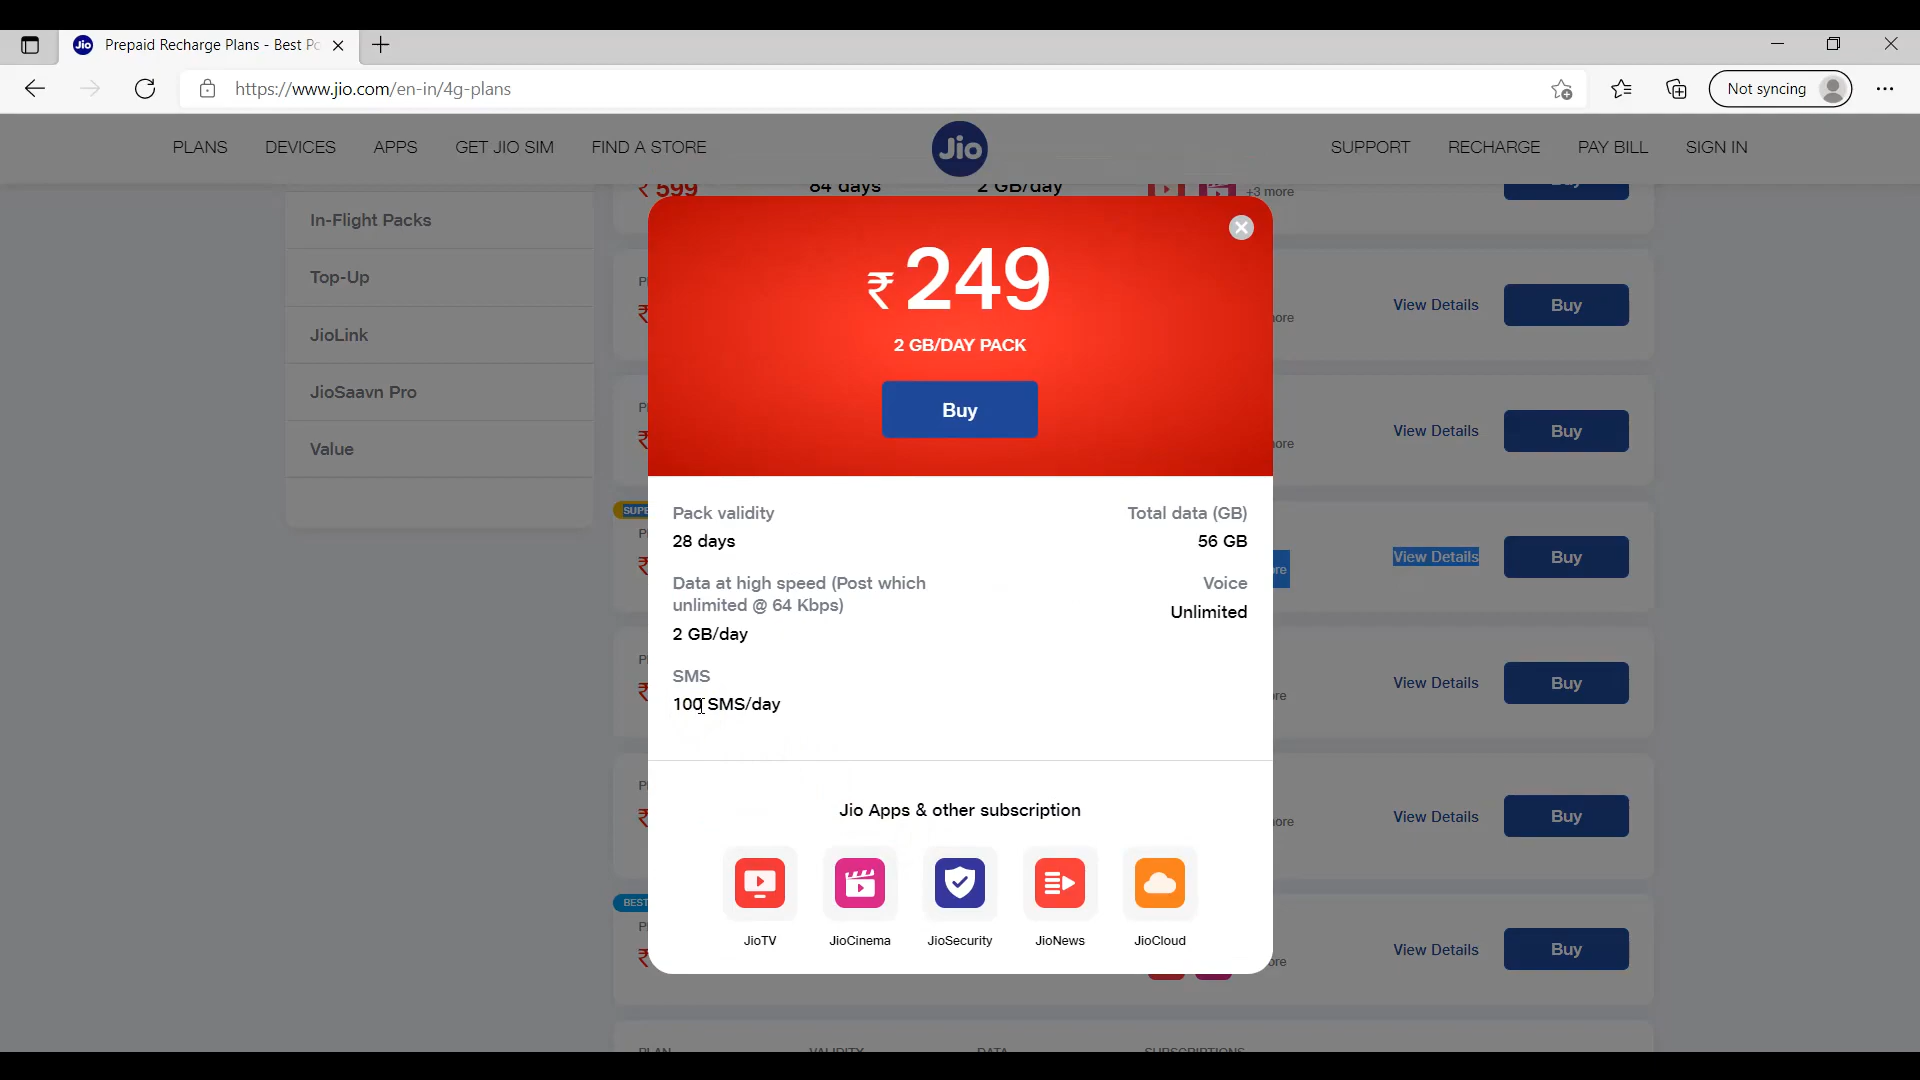 Prepaid Recharge Plans - Best Po
https://www.jio.com/en-in/4g-plans
Not syncing
PLANS
DEVICES
APPS
GET JIO SIM
FIND A STORE
Jio
SUPPORT
RECHARGE
PAY BILL
SIGN IN
₹ 599
84 days
2 GB/day
+3 more
Buy
In-Flight Packs
Top-Up
JioLink
JioSaavn Pro
Value
₹ 249
2 GB/DAY PACK
Buy
Pack validity
28 days
Total data (GB)
56 GB
Data at high speed (Post which
unlimited @ 64 Kbps)
2 GB/day
Voice
Unlimited
SMS
100 SMS/day
Jio Apps & other subscription
JioTV
JioCinema
JioSecurity
JioNews
JioCloud
View Details
Buy
View Details
Buy
View Details
Buy
View Details
Buy
View Details
Buy
View Details
Buy
PLAN
VALIDITY
DATA
SUBSCRIPTIONS